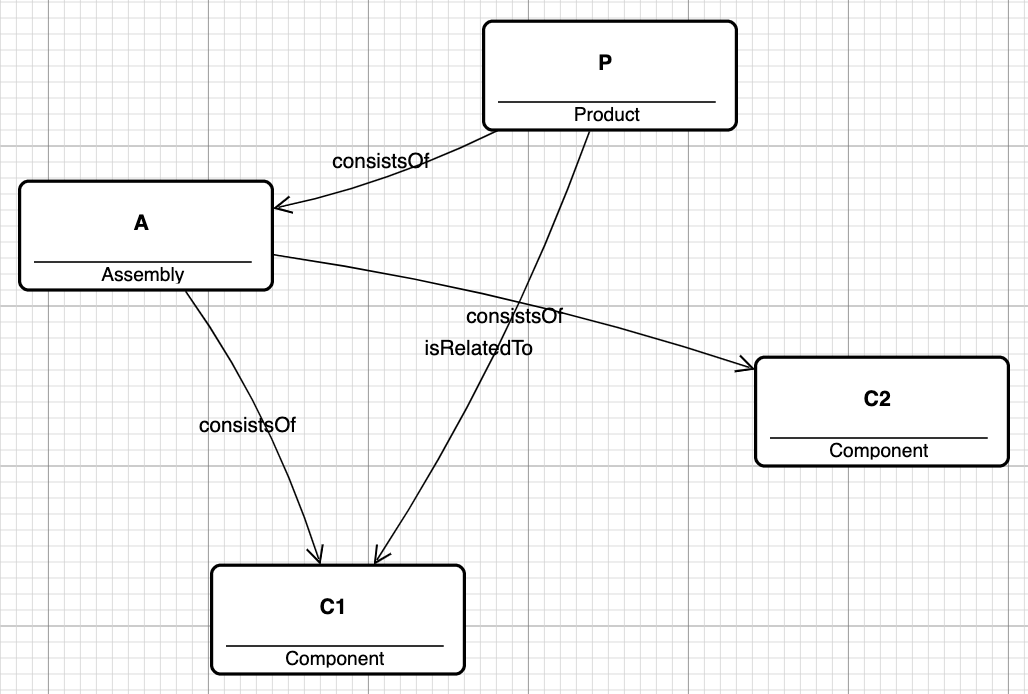 P
Product
consistsOf
A
Assembly
consistsOf
isRelatedTo
C2
Component
consistsOf
C1
Component